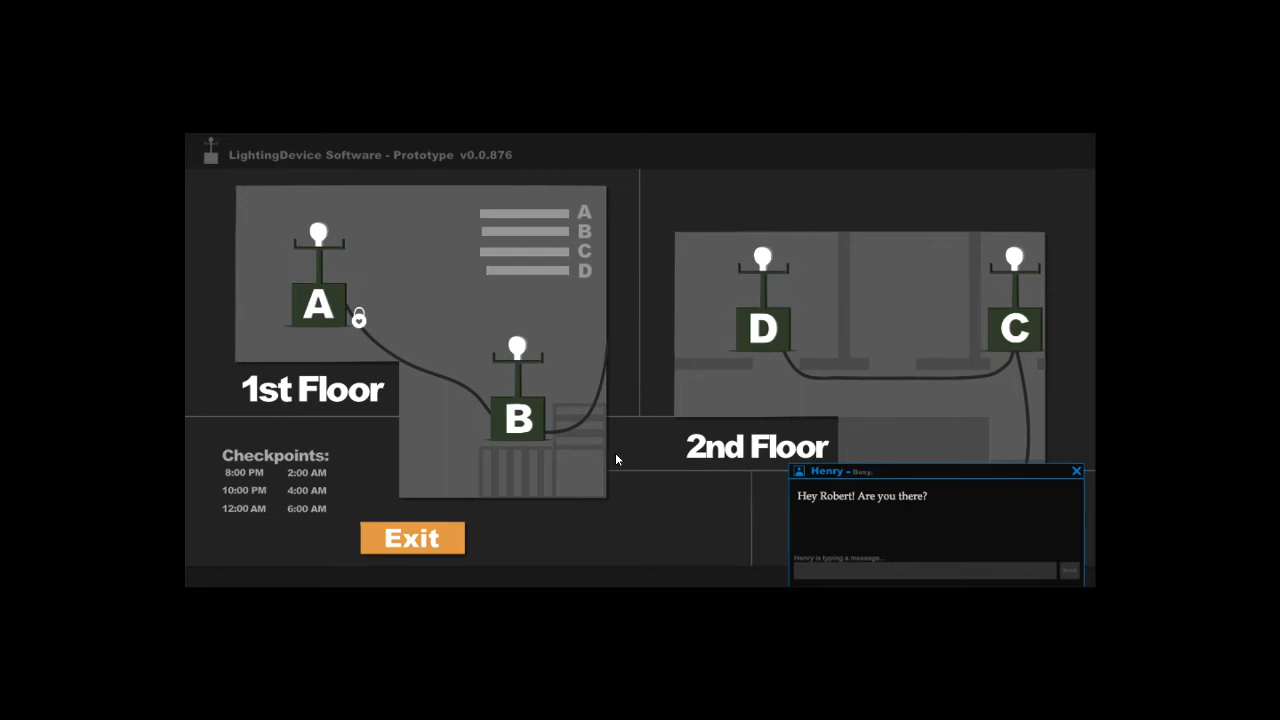 LightingDevice Software - Prototype v0.0.876
A
B
C
D
A
B
1st Floor
D
C
2nd Floor
Checkpoints:
8:00 PM 2:00 AM
10:00 PM 4:00 AM
12:00 AM 6:00 AM
Exit
Henry - Busy.
Hey Robert! Are you there?
Henry is typing a message...
Send